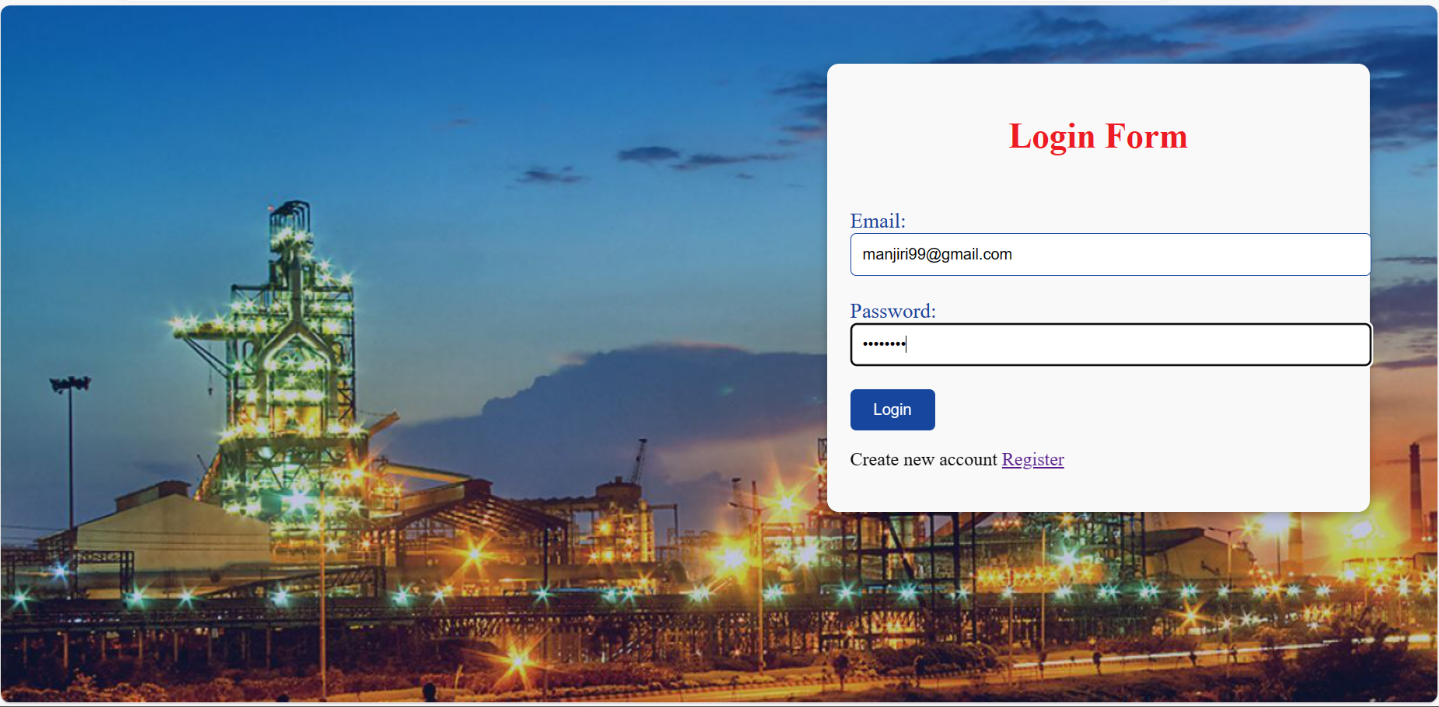 Login Form
Email:
manjiri99@gmail.com
Password:
••••••••
Login
Create new account Register